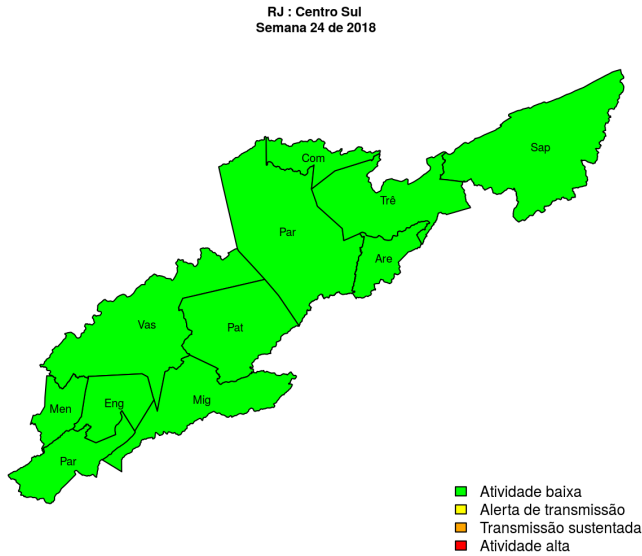 RJ : Centro Sul
Semana 24 de 2018
Sap
Com
Trê
Par
Are
Vas
Pat
Men
Eng
Mig
Par
Atividade baixa
Alerta de transmissão
Transmissão sustentada
Atividade alta